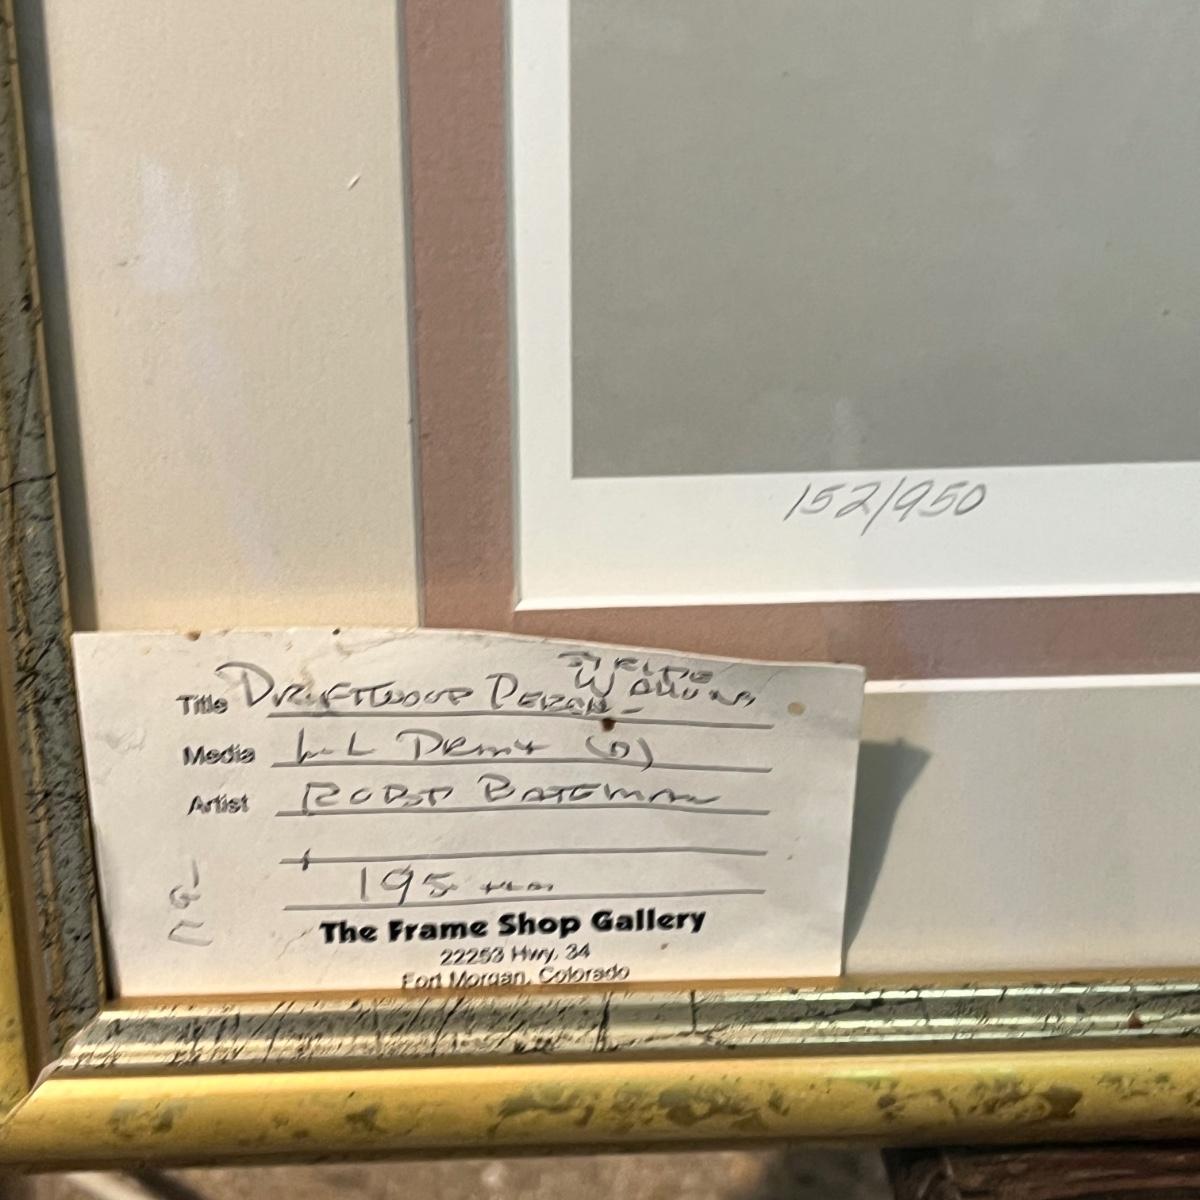 152/950
Title DRIFTWOOD PERCH -
Media Ltd Print (S)
Artist ROBT BATEMAN
195
The Frame Shop Gallery
22253 Hwy. 34
Fort Morgan, Colorado